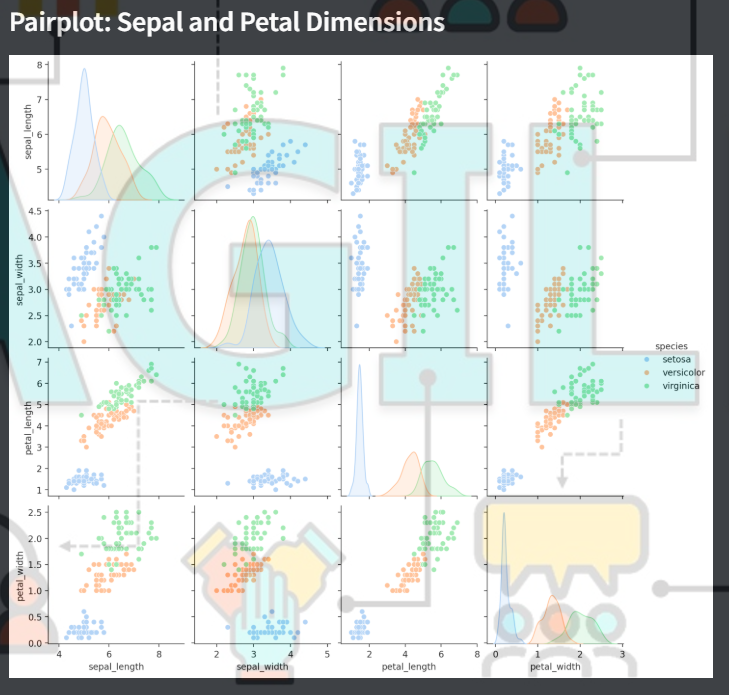 Pairplot: Sepal and Petal Dimensions
8
7
6
5
sepal_length
4.5
4.0
3.5
3.0
2.5
2.0
sepal_width
species
setosa
versicolor
virginica
7
6
5
4
3
2
1
petal_length
2.5
2.0
1.5
1.0
0.5
0.0
petal_width
4 6 8
2 3 4 5
2 4 6 8
0 1 2 3
sepal_length sepal_width petal_length petal_width
AGIL